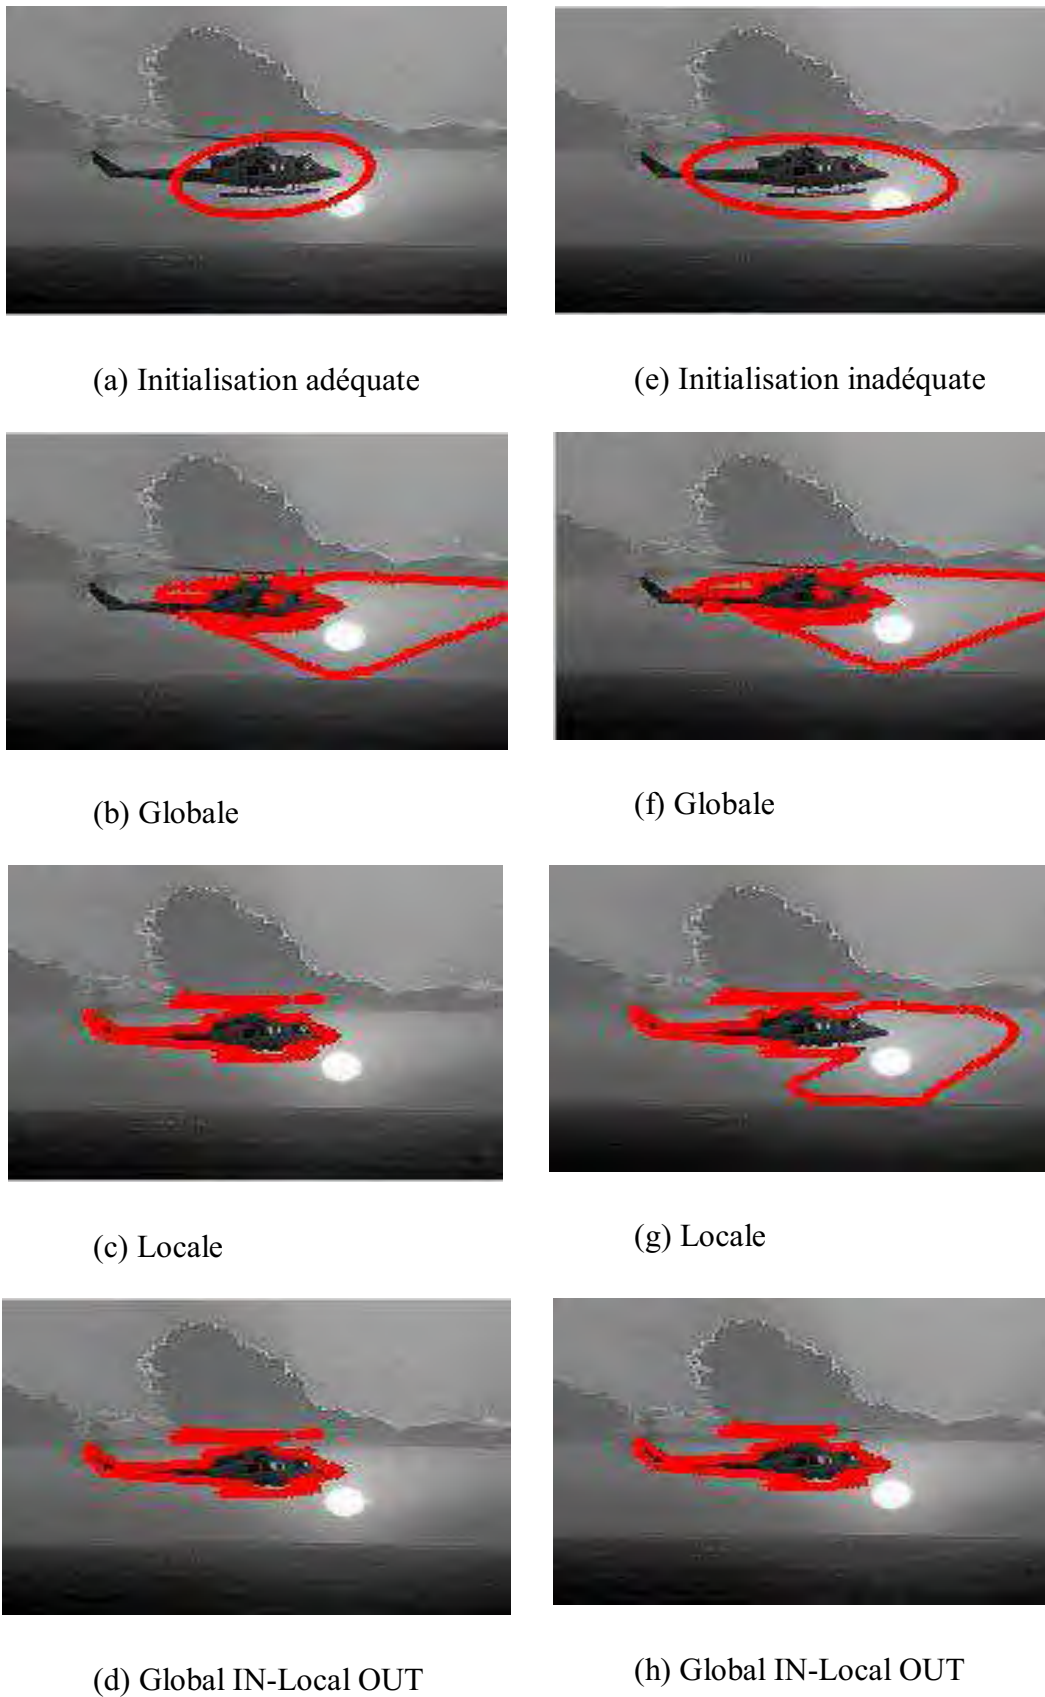 (a) Initialisation adéquate
(e) Initialisation inadéquate
(b) Globale
(f) Globale
(c) Locale
(g) Locale
(d) Global IN-Local OUT
(h) Global IN-Local OUT